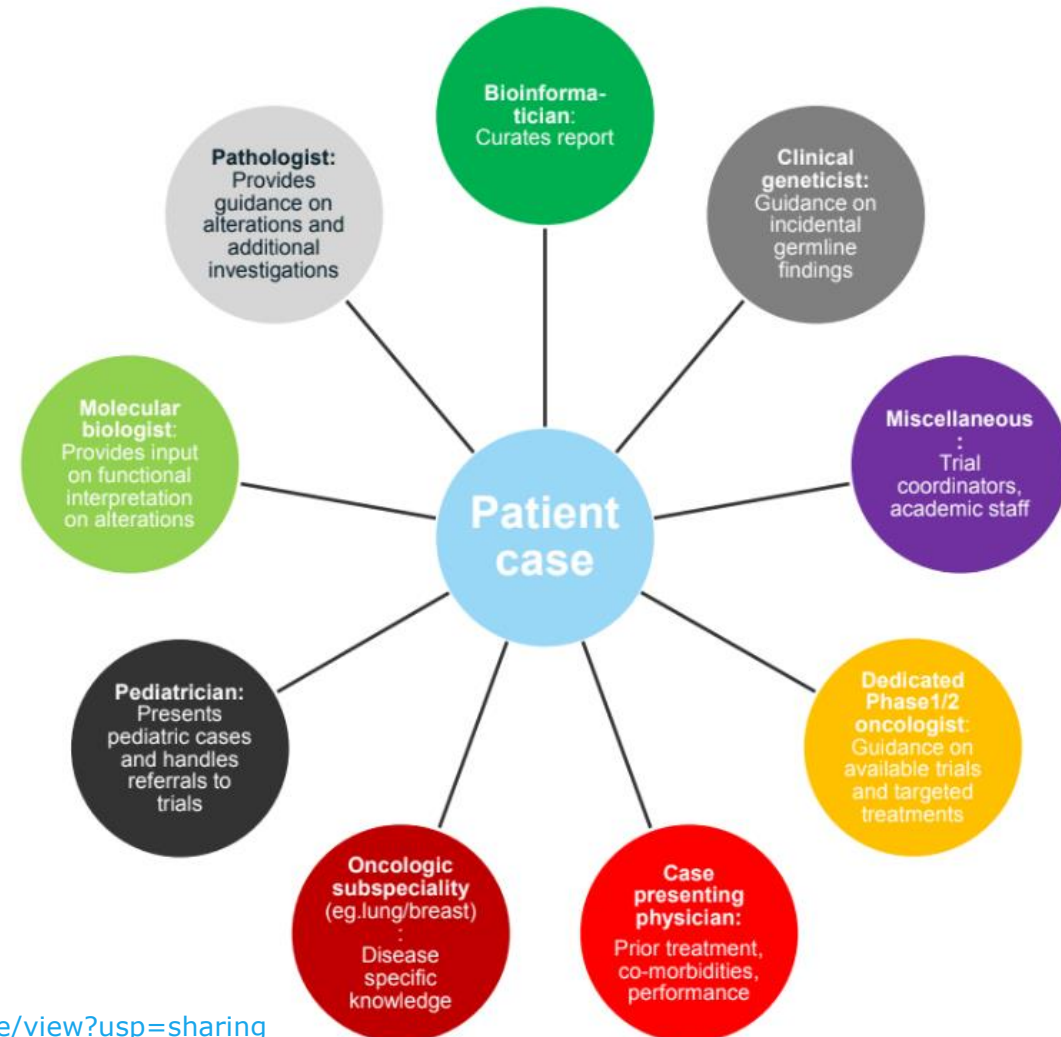 Bioinforma-
tician:
Curates report
Clinical
geneticist:
Guidance on
incidental
germline
findings
Miscellaneous
:
Trial
coordinators,
academic staff
Dedicated
Phase1/2
oncologist:
Guidance on
available trials
and targeted
treatments
Case
presenting
physician:
Prior treatment,
co-morbidities,
performance
Oncologic
subspeciality
(eg.lung/breast)
:
Disease
specific
knowledge
Pediatrician:
Presents
pediatric cases
and handles
referrals to
trials
Molecular
biologist:
Provides input
on functional
interpretation
on alterations
Pathologist:
Provides
guidance on
alterations and
additional
investigations
Patient
case
e/view?usp=sharing